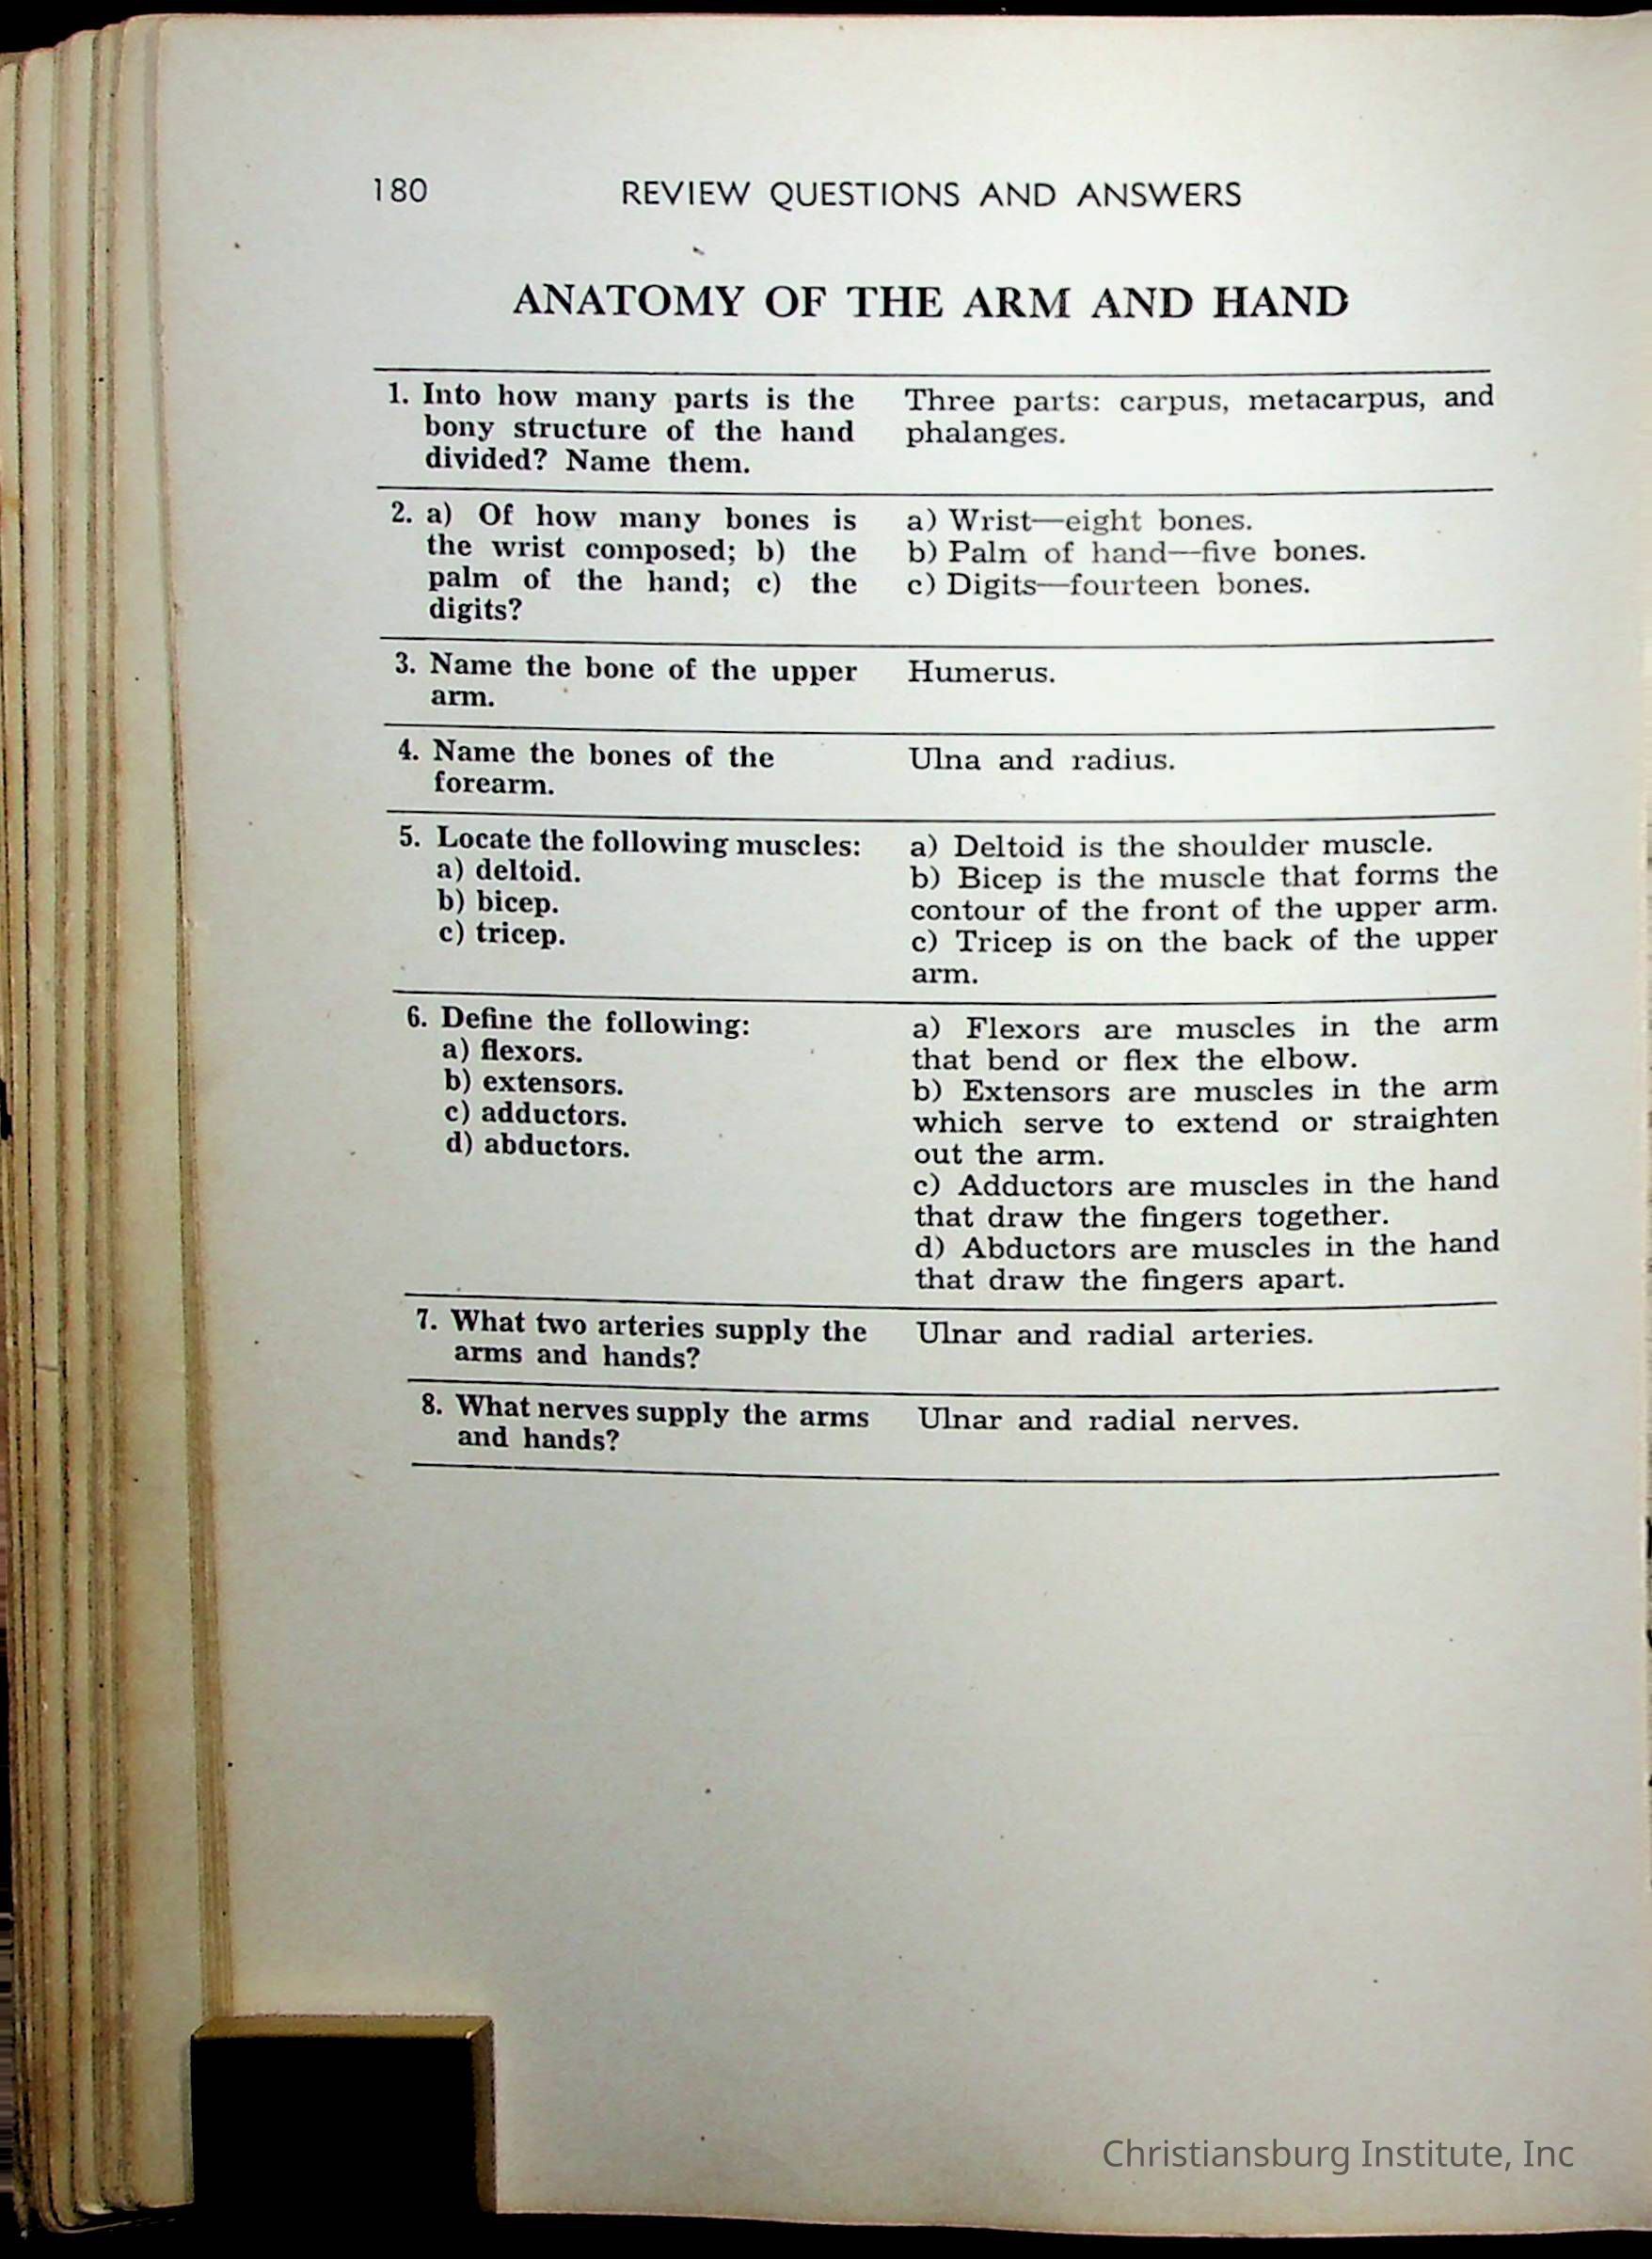 180
REVIEW QUESTIONS AND ANSWERS
ANATOMY OF THE ARM AND HAND
1. Into how many parts is the
bony structure of the hand
divided? Name them.
Three parts: carpus, metacarpus, and
phalanges.
2. a) Of how many bones is
the wrist composed; b) the
palm of the hand; c) the
digits?
a) Wrist—eight bones.
b) Palm of hand—five bones.
c) Digits—fourteen bones.
3. Name the bone of the upper
arm.
Humerus.
4. Name the bones of the
forearm.
Ulna and radius.
5. Locate the following muscles:
a) deltoid.
b) bicep.
c) tricep.
a) Deltoid is the shoulder muscle.
b) Bicep is the muscle that forms the
contour of the front of the upper arm.
c) Tricep is on the back of the upper
arm.
6. Define the following:
a) flexors.
b) extensors.
c) adductors.
d) abductors.
a) Flexors are muscles in the arm
that bend or flex the elbow.
b) Extensors are muscles in the arm
which serve to extend or straighten
out the arm.
c) Adductors are muscles in the hand
that draw the fingers together.
d) Abductors are muscles in the hand
that draw the fingers apart.
7. What two arteries supply the
arms and hands?
Ulnar and radial arteries.
8. What nerves supply the arms
and hands?
Ulnar and radial nerves.
Christiansburg Institute, Inc